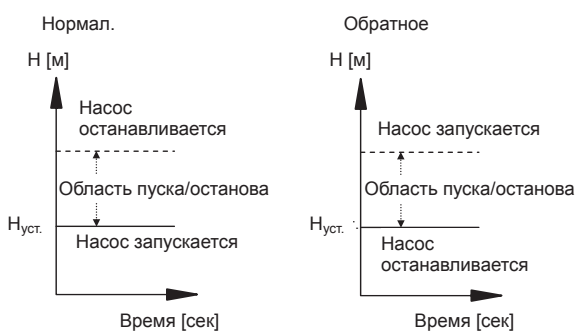 Нормал.
H [м]
Насос
останавливается
Область пуска/останова
Hуст.
Насос запускается
Время [сек]
Обратное
H [м]
Насос запускается
Область пуска/останова
Hуст.
Насос
останавливается
Время [сек]